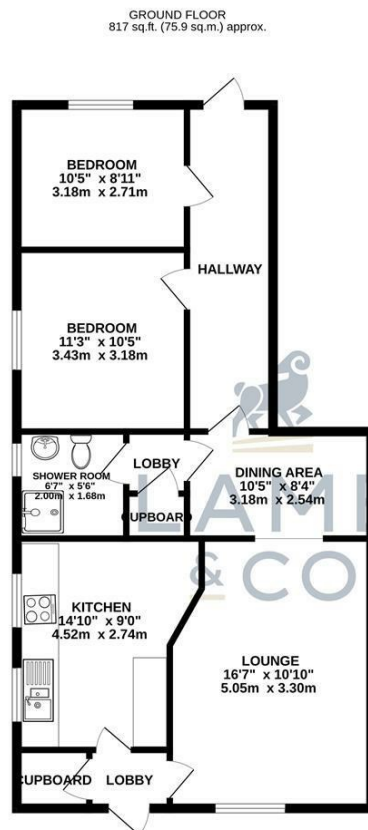 GROUND FLOOR
817 sq.ft. (75.9 sq.m.) approx.
BEDROOM
10'5" x 8'11"
3.18m x 2.71m
HALLWAY
BEDROOM
11'3" x 10'5"
3.43m x 3.18m
LOBBY
SHOWER ROOM
6'7" x 5'6"
2.00m x 1.68m
DINING AREA
10'5" x 8'4"
3.18m x 2.54m
CUPBOARD
LAM
& CO
KITCHEN
14'10" x 9'0"
4.52m x 2.74m
LOUNGE
16'7" x 10'10"
5.05m x 3.30m
CUPBOARD
LOBBY